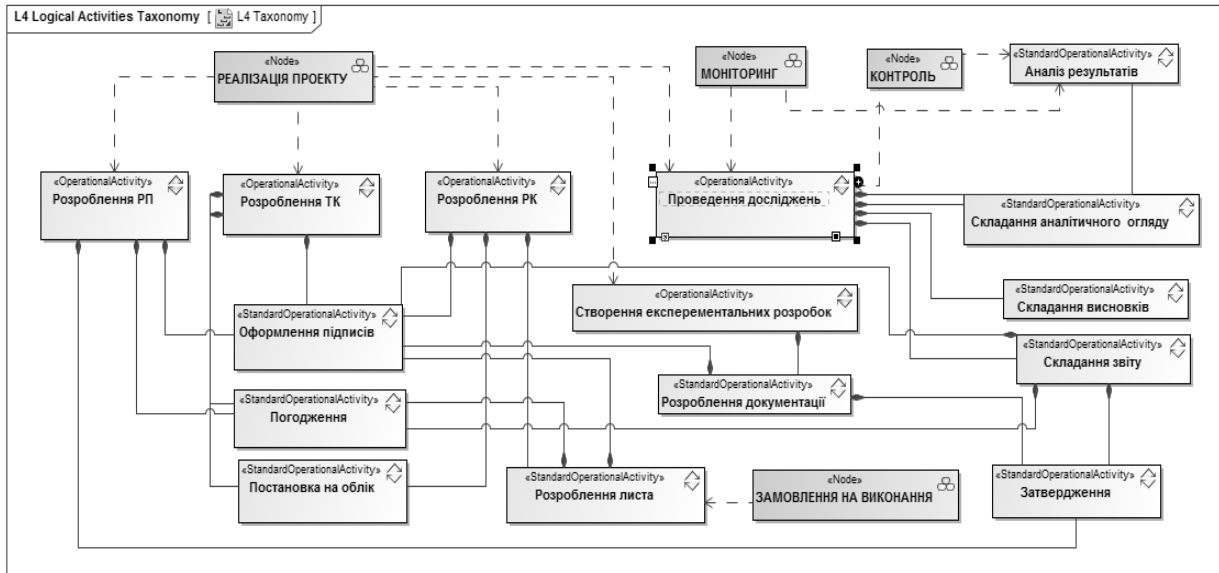 L4 Logical Activities Taxonomy [ L4 Taxonomy ]
«Node»
РЕАЛІЗАЦІЯ ПРОЕКТУ
«Node»
МОНІТОРИНГ
«Node»
КОНТРОЛЬ
«StandardOperationalActivity»
Аналіз результатів
«OperationalActivity»
Розроблення РП
«OperationalActivity»
Розроблення ТК
«OperationalActivity»
Розроблення РК
«OperationalActivity»
Проведення досліджень
«StandardOperationalActivity»
Складання аналітичного огляду
«StandardOperationalActivity»
Оформлення підписів
«OperationalActivity»
Створення експерементальних розробок
«StandardOperationalActivity»
Складання висновків
«StandardOperationalActivity»
Складання звіту
«StandardOperationalActivity»
Розроблення документації
«StandardOperationalActivity»
Погодження
«StandardOperationalActivity»
Постановка на облік
«StandardOperationalActivity»
Розроблення листа
«Node»
ЗАМОВЛЕННЯ НА ВИКОНАННЯ
«StandardOperationalActivity»
Затвердження